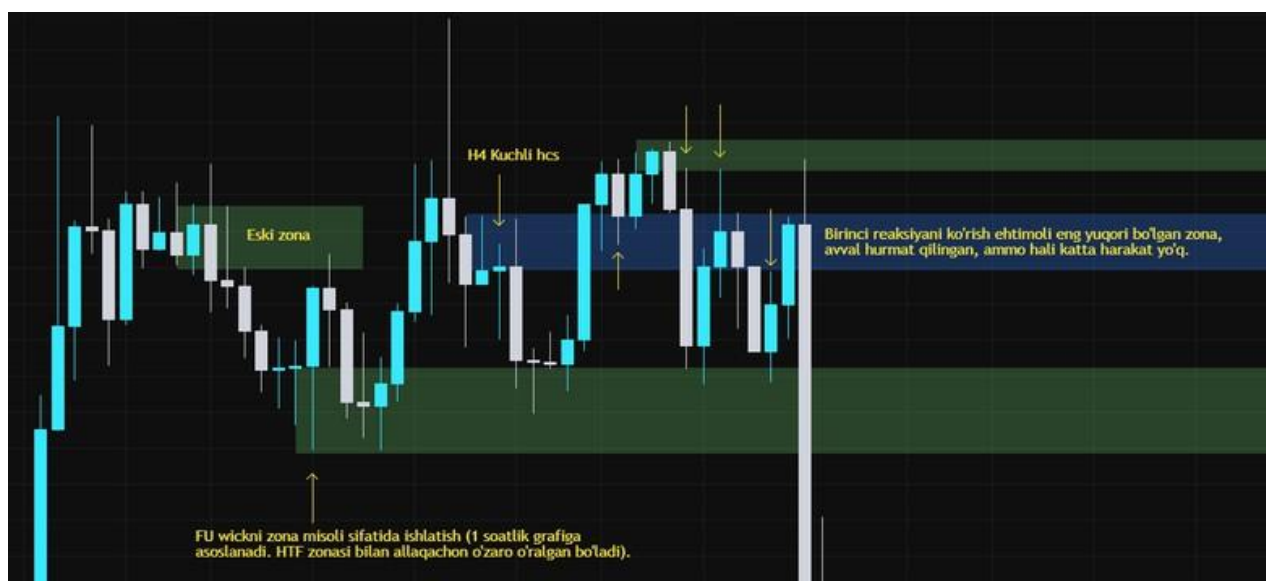 H4 Kuchli hcs
Eski zona
Birinci reaksiyani ko'rish ehtimoli eng yuqori bo'lgan zona,
avval hurmat qilingan, ammo hali katta harakat yo'q.
FU wickni zona misoli sifatida ishlatish (1 soatlik grafiga
asoslanadi. HTF zonasi bilan allaqachon o'zaro o'ralgan bo'ladi).